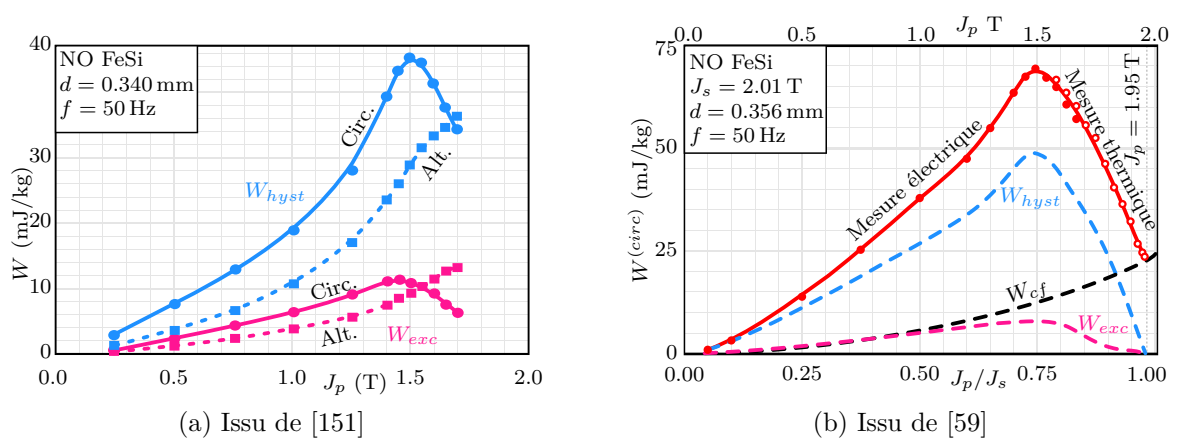 NO FeSi
d = 0.340 mm
f = 50 Hz
40
30
20
10
0
W (mJ/kg)
Circ.
Alt.
W_hyst
Circ.
Alt.
W_exc
0.0 0.5 1.0 1.5 2.0
J_p (T)
(a) Issu de [151]
J_p T
0.0 0.5 1.0 1.5 2.0
NO FeSi
J_s = 2.01 T
d = 0.356 mm
f = 50 Hz
75
50
25
0
W^(circ) (mJ/kg)
Mesure électrique
Mesure thermique
J_p = 1.95 T
W_hyst
W_cf
W_exc
0.00 0.25 0.50 0.75 1.00
J_p/J_s
(b) Issu de [59]